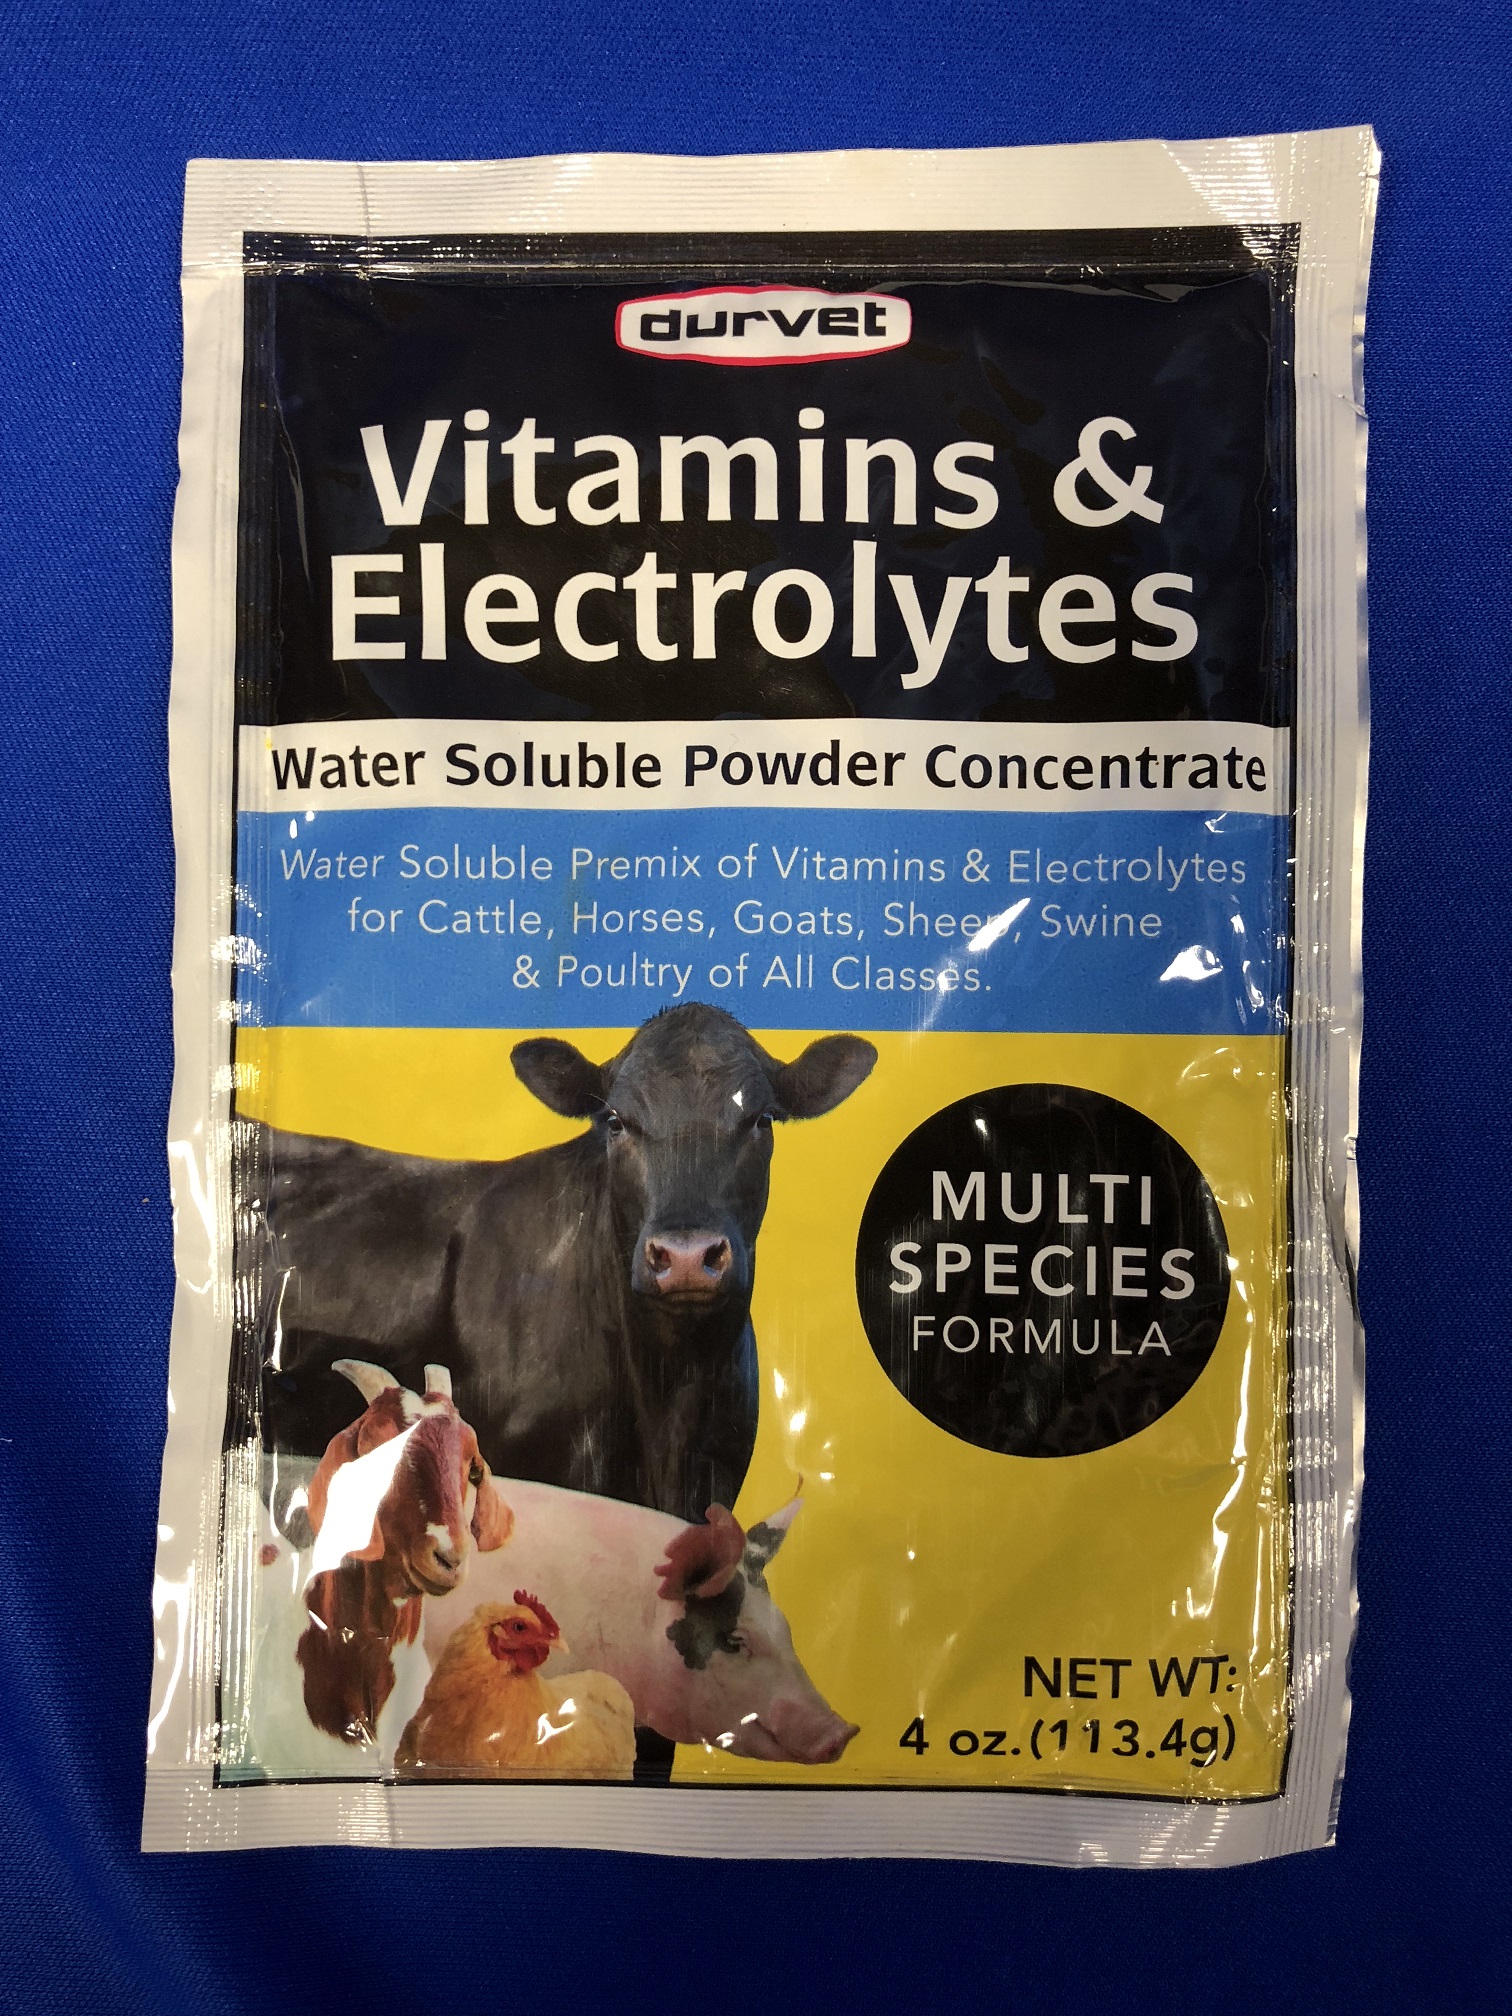 durvet
Vitamins &
Electrolytes
Water Soluble Powder Concentrate
Water Soluble Premix of Vitamins & Electrolytes
for Cattle, Horses, Goats, Sheep, Swine
& Poultry of All Classes.
MULTI
SPECIES
FORMULA
NET WT:
4 oz.(113.4g)